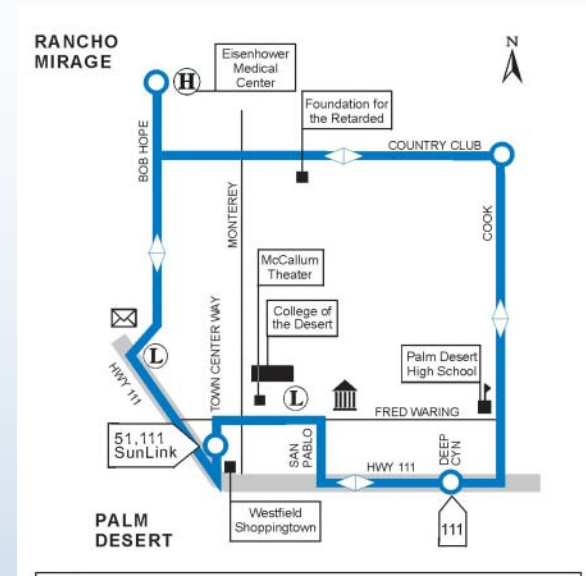 RANCHO
MIRAGE
N
H
Eisenhower
Medical
Center
Foundation for
the Retarded
COUNTRY CLUB
BOB HOPE
MONTEREY
COOK
McCallum
Theater
College of
the Desert
TOWN CENTER WAY
L
HWY 111
Palm Desert
High School
L
FRED WARING
51,111
SunLink
SAN
PABLO
HWY 111
DEEP
CYN
Westfield
Shoppingtown
111
PALM
DESERT